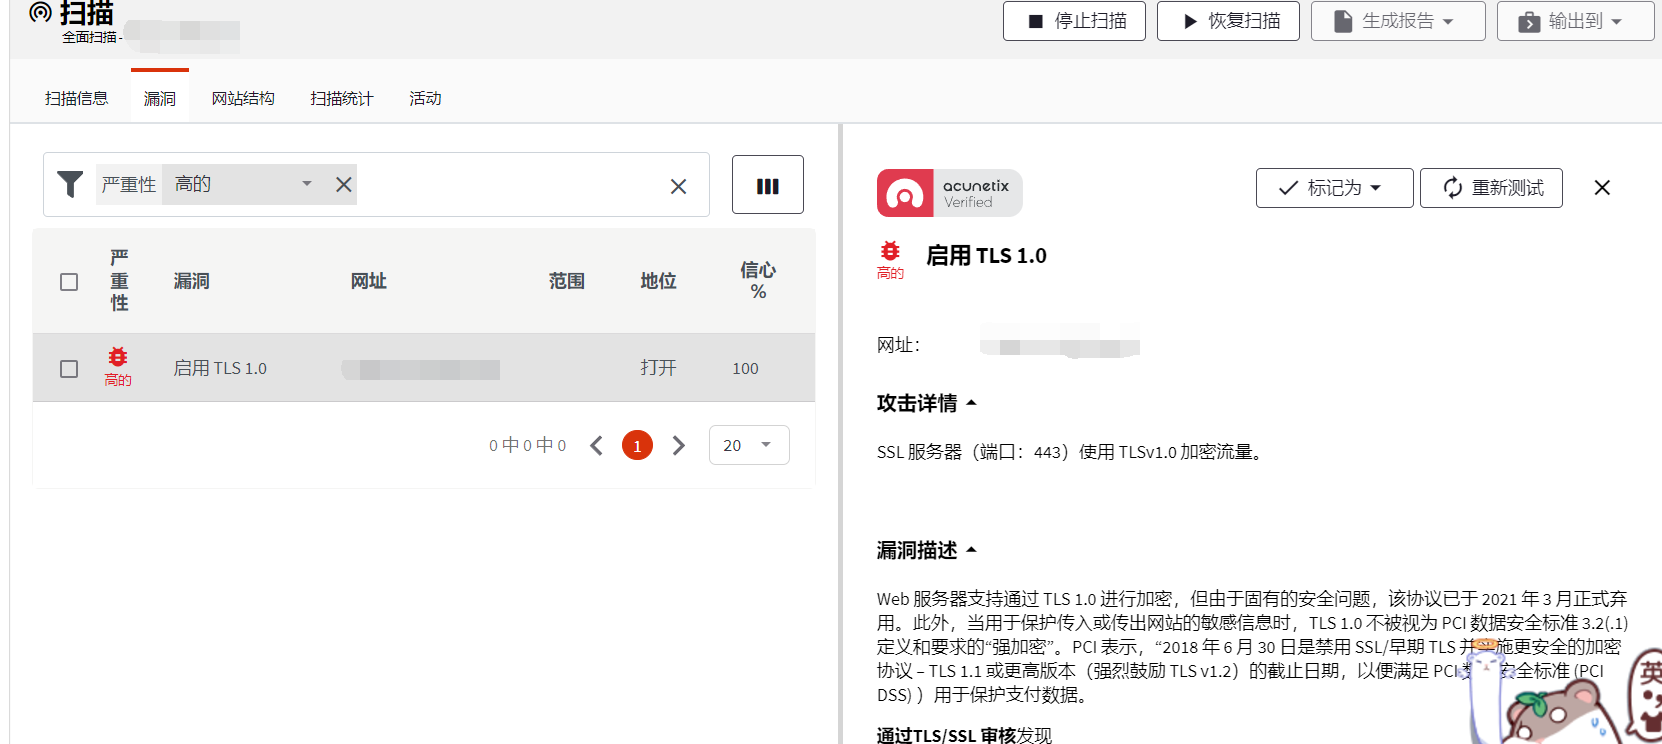 扫描
全面扫描 -
停止扫描
恢复扫描
生成报告
输出到
扫描信息
漏洞
网站结构
扫描统计
活动
严重性
高的
严重性
漏洞
网址
范围
地位
信心
%
高的
启用 TLS 1.0
打开
100
0 中 0 中 0
1
20
acunetix
Verified
标记为
重新测试
高的
启用 TLS 1.0
网址：
攻击详情
SSL 服务器（端口：443）使用 TLSv1.0 加密流量。
漏洞描述
Web 服务器支持通过 TLS 1.0 进行加密，但由于固有的安全问题，该协议已于 2021 年 3 月正式弃
用。此外，当用于保护传入或传出网站的敏感信息时，TLS 1.0 不被视为 PCI 数据安全标准 3.2(.1)
定义和要求的“强加密”。PCI 表示，“2018 年 6 月 30 日是禁用 SSL/早期 TLS 并施更安全的加密
协议 – TLS 1.1 或更高版本（强烈鼓励 TLS v1.2）的截止日期，以便满足 PCI 安全标准 (PCI
DSS) ）用于保护支付数据。
通过TLS/SSL 审核发现
英